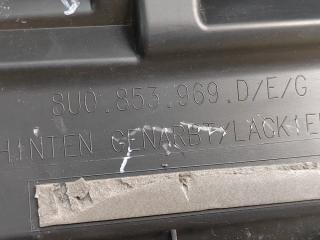 8U0.853.969.D/E/G
HINTEN GENARBT/LACKIE